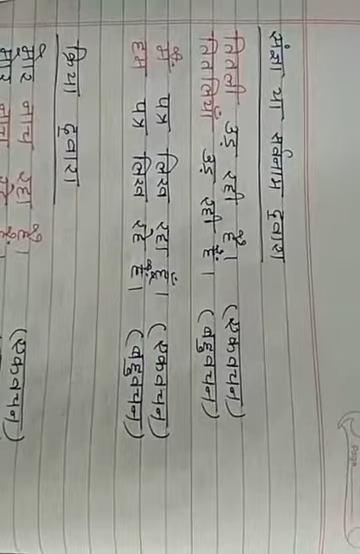 संज्ञा या सर्वनाम द्वारा
तितली उड़ रही है। (एकवचन)
तितलियाँ उड़ रही हैं। (बहुवचन)
मैं पत्र लिख रहा हूँ। (एकवचन)
हम पत्र लिख रहे हैं। (बहुवचन)
क्रिया द्वारा
मोर नाच रहा है। (एकवचन)
मोर नाच रहे हैं।